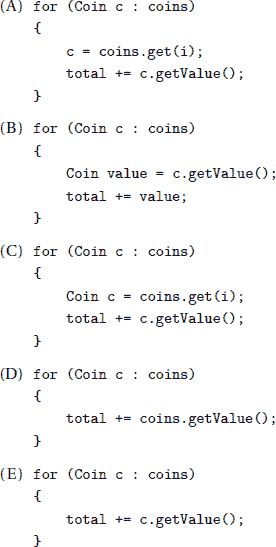 (A) for (Coin c : coins)
{
c = coins.get(i);
total += c.getValue();
}
(B) for (Coin c : coins)
{
Coin value = c.getValue();
total += value;
}
(C) for (Coin c : coins)
{
Coin c = coins.get(i);
total += c.getValue();
}
(D) for (Coin c : coins)
{
total += coins.getValue();
}
(E) for (Coin c : coins)
{
total += c.getValue();
}